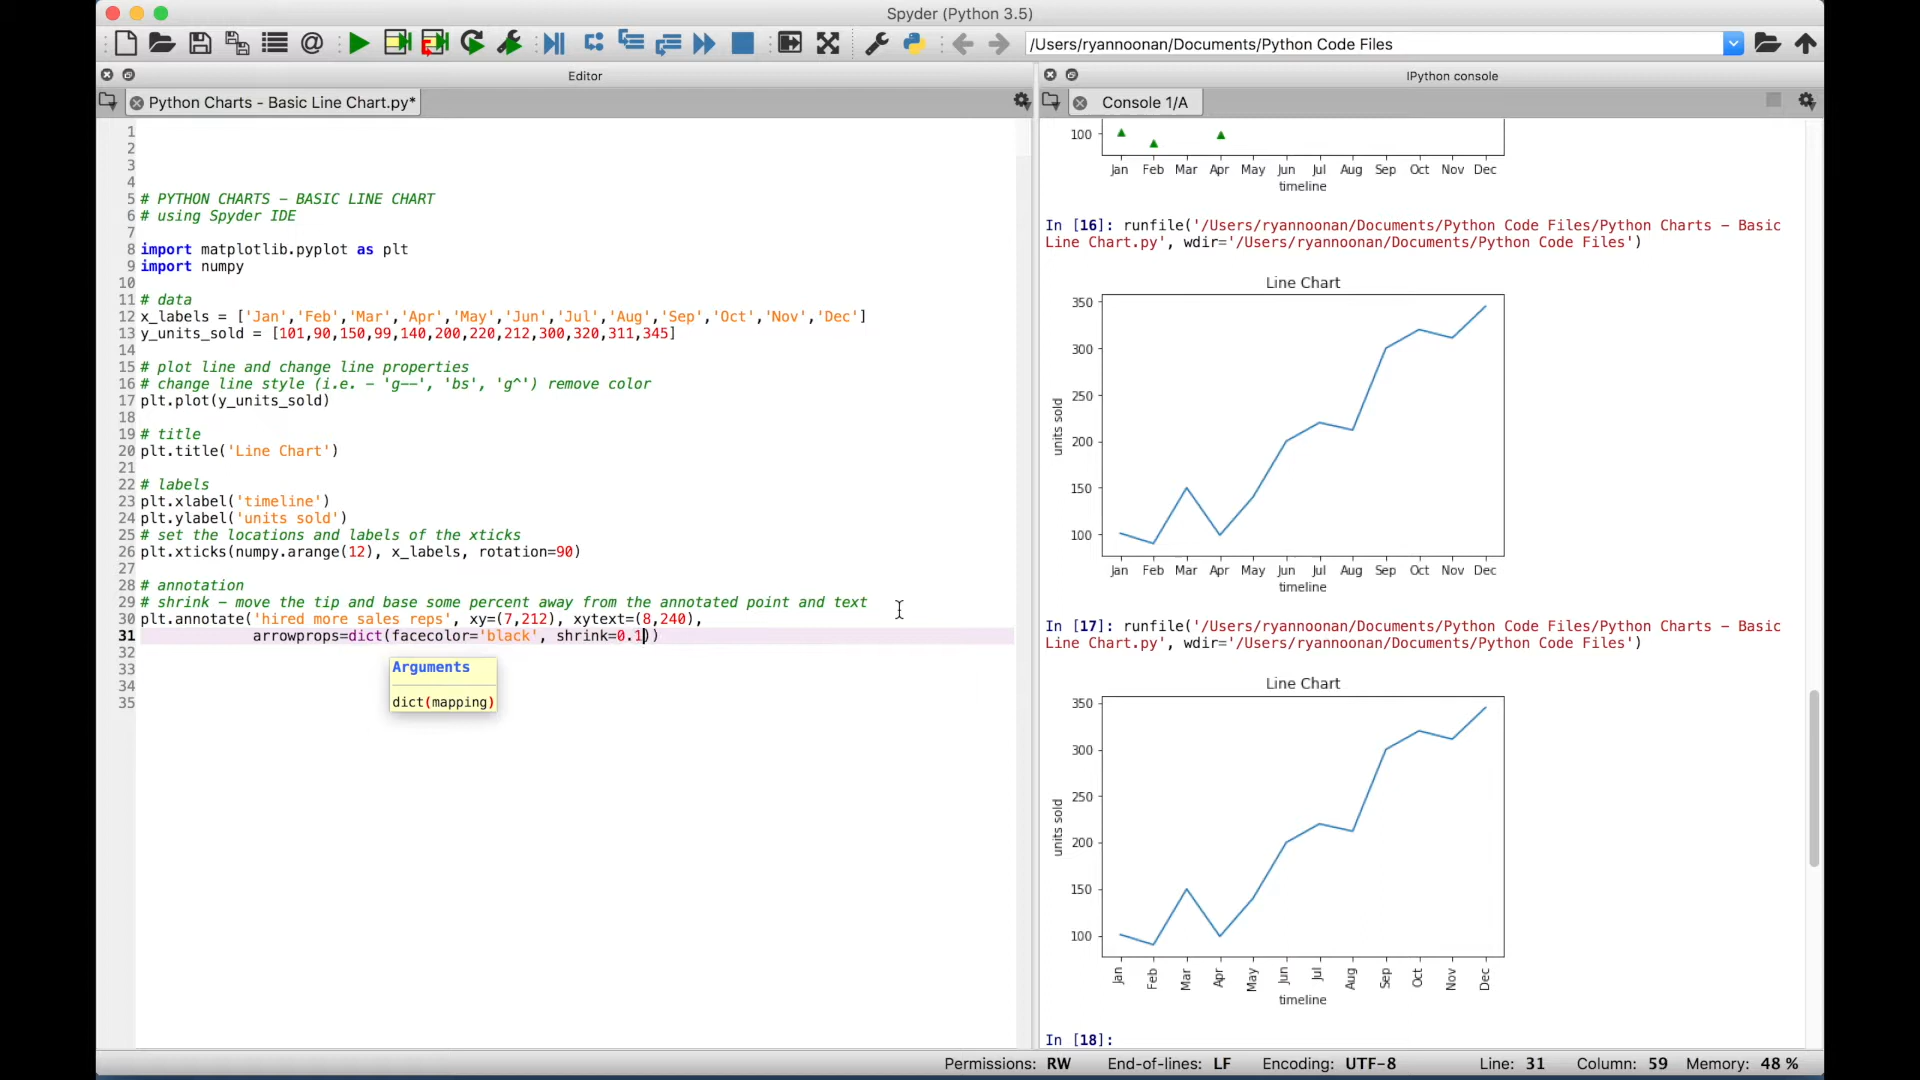 Spyder (Python 3.5)
/Users/ryannoonan/Documents/Python Code Files
Editor
IPython console
Python Charts - Basic Line Chart.py*
Console 1/A
1
2
3
4
5 # PYTHON CHARTS – BASIC LINE CHART
6 # using Spyder IDE
7
8 import matplotlib.pyplot as plt
9 import numpy
10
11 # data
12 x_labels = ['Jan','Feb','Mar','Apr','May','Jun','Jul','Aug','Sep','Oct','Nov','Dec']
13 y_units_sold = [101,90,150,99,140,200,220,212,300,320,311,345]
14
15 # plot line and change line properties
16 # change line style (i.e. - 'g--', 'bs', 'g^') remove color
17 plt.plot(y_units_sold)
18
19 # title
20 plt.title('Line Chart')
21
22 # labels
23 plt.xlabel('timeline')
24 plt.ylabel('units sold')
25 # set the locations and labels of the xticks
26 plt.xticks(numpy.arange(12), x_labels, rotation=90)
27
28 # annotation
29 # shrink – move the tip and base some percent away from the annotated point and text
30 plt.annotate('hired more sales reps', xy=(7,212), xytext=(8,240),
31 arrowprops=dict(facecolor='black', shrink=0.1))
32
33
34
35
Arguments
dict(mapping)
100
Jan Feb Mar Apr May Jun Jul Aug Sep Oct Nov Dec
timeline
In [16]: runfile('/Users/ryannoonan/Documents/Python Code Files/Python Charts – Basic
Line Chart.py', wdir='/Users/ryannoonan/Documents/Python Code Files')
Line Chart
350
300
250
200
150
100
units sold
Jan Feb Mar Apr May Jun Jul Aug Sep Oct Nov Dec
timeline
In [17]: runfile('/Users/ryannoonan/Documents/Python Code Files/Python Charts – Basic
Line Chart.py', wdir='/Users/ryannoonan/Documents/Python Code Files')
Line Chart
350
300
250
200
150
100
units sold
Jan Feb Mar Apr May Jun Jul Aug Sep Oct Nov Dec
timeline
In [18]:
Permissions: RW End-of-lines: LF Encoding: UTF-8 Line: 31 Column: 59 Memory: 48 %